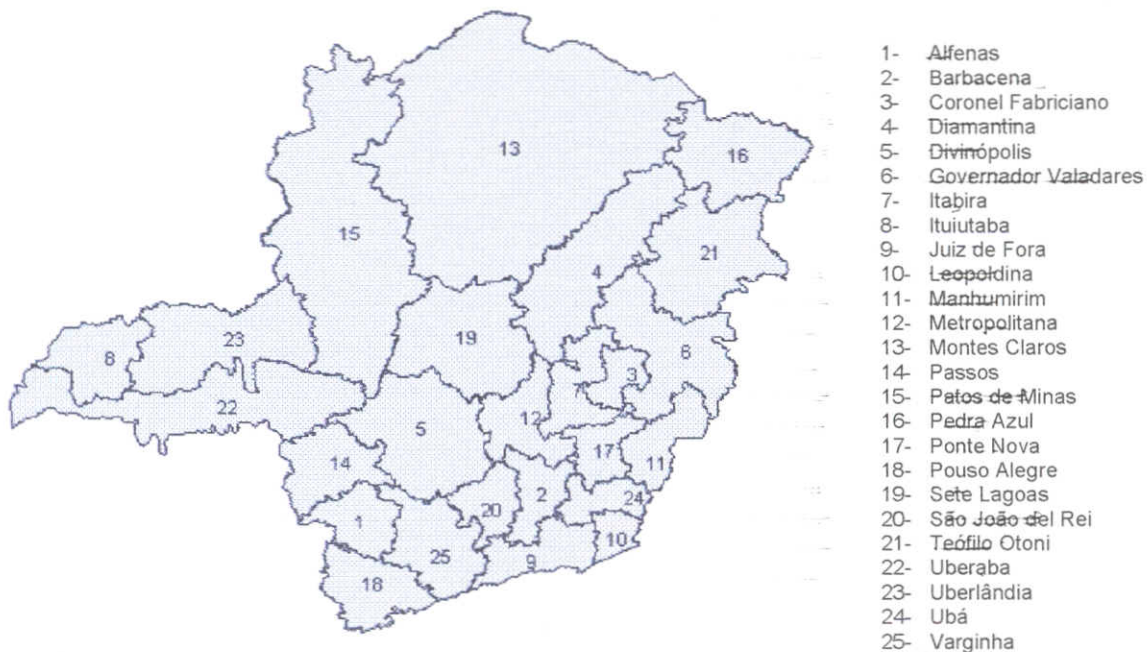 1- Alfenas
2- Barbacena
3- Coronel Fabriciano
4- Diamantina
5- Divinópolis
6- Governador Valadares
7- Itabira
8- Ituiutaba
9- Juiz de Fora
10- Leopoldina
11- Manhumirim
12- Metropolitana
13- Montes Claros
14- Passos
15- Patos de Minas
16- Pedra Azul
17- Ponte Nova
18- Pouso Alegre
19- Sete Lagoas
20- São João del Rei
21- Teófilo Otoni
22- Uberaba
23- Uberlândia
24- Ubá
25- Varginha
13
16
15
21
4
19
23
8
6
3
7
22
5
12
17
11
14
2
24
20
1
10
25
9
18